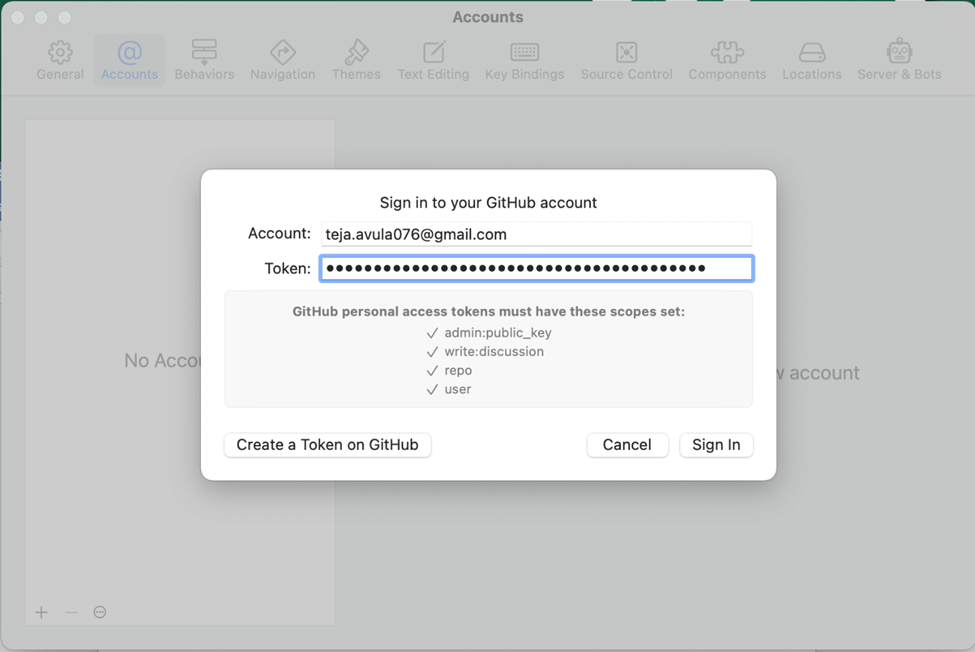 Accounts
General Accounts Behaviors Navigation Themes Text Editing Key Bindings Source Control Components Locations Server & Bots
Sign in to your GitHub account
Account: teja.avula076@gmail.com
Token: ••••••••••••••••••••••••••••••••••••••••
GitHub personal access tokens must have these scopes set:
✓ admin:public_key
✓ write:discussion
✓ repo
✓ user
No Accou
w account
Create a Token on GitHub Cancel Sign In